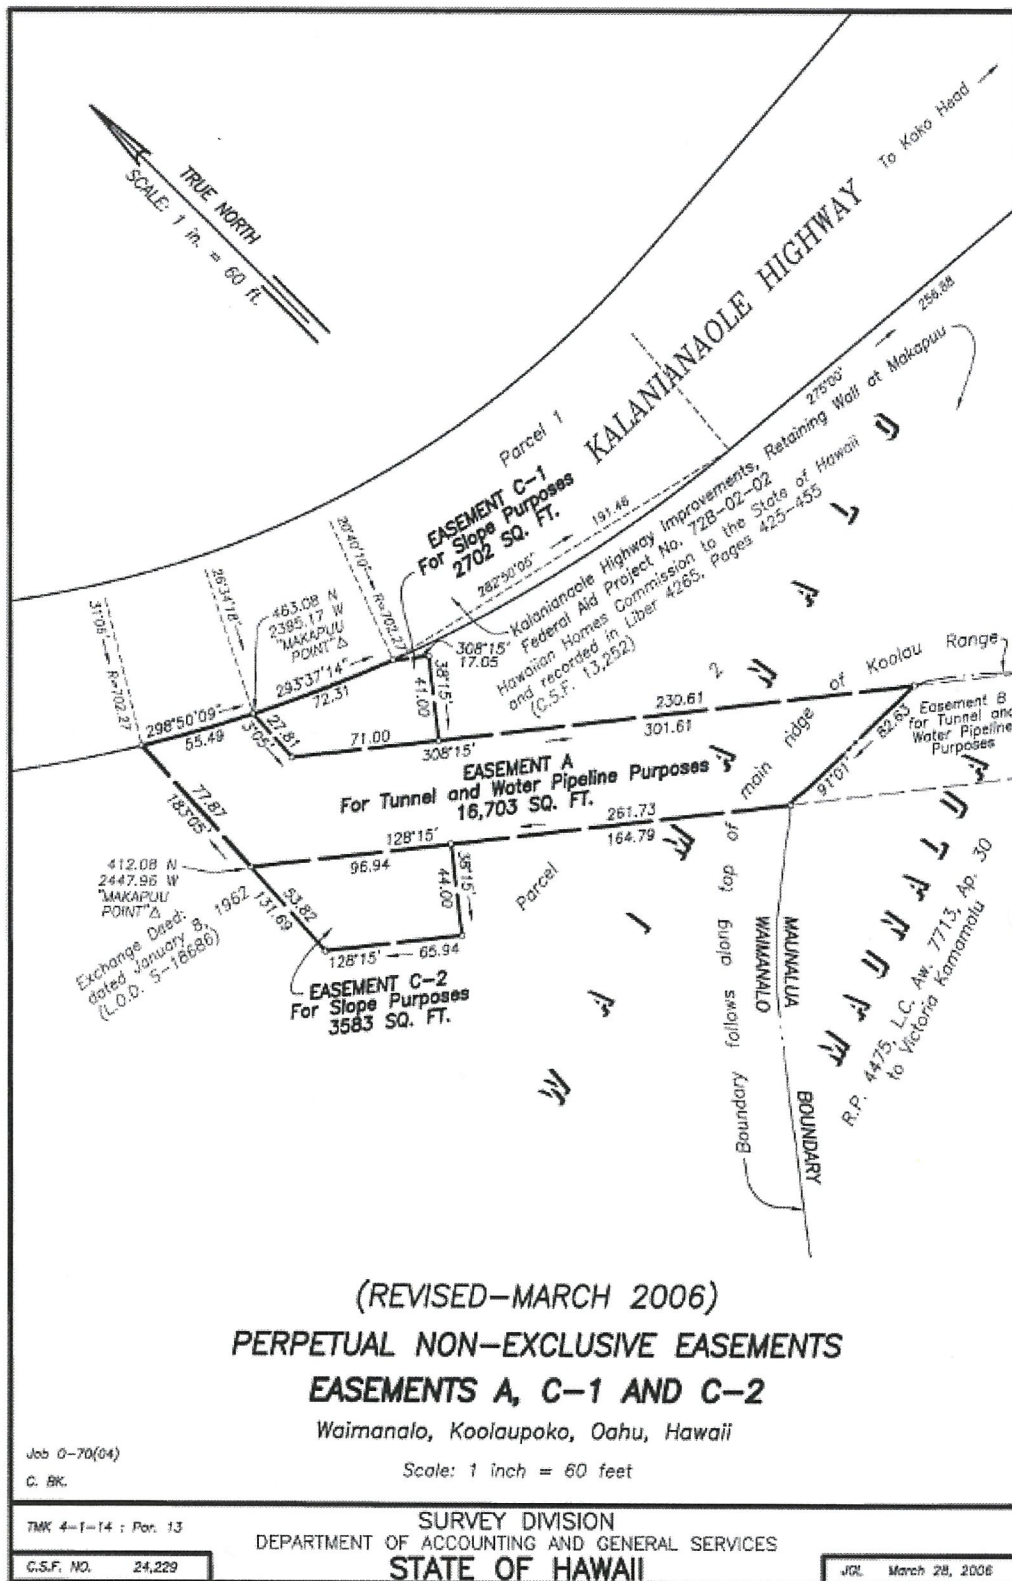 TRUE NORTH
SCALE: 1 in. = 60 ft.
To Koko Head
KALANIANAOLE HIGHWAY
256.88
275°00'
Parcel 1
EASEMENT C-1
For Slope Purposes
2702 SQ. FT.
191.46
282°50'05"
Kalanianaole Highway Improvements, Retaining Wall at Makapuu
Federal Aid Project No. 72B-02-02
Hawaiian Homes Commission to the State of Hawaii
and recorded in Liber 4265, Pages 425-455
(C.S.F. 13,252)
20°40'10"
R=702.27
26°34'18"
31°05'
R=702.27
463.08 N
2395.17 W
"MAKAPUU
POINT"Δ
293°37'14"
72.31
308°15'
17.05
38°15'
41.00
298°50'09"
55.49
27.81
3°05'
71.00
308°15'
230.61
301.61
MAUNALUA
2
of Koolau Range
ridge
main
Easement B
for Tunnel and
Water Pipeline
Purposes
82.63
91°01'
EASEMENT A
For Tunnel and Water Pipeline Purposes
16,703 SQ. FT.
77.87
183°05'
128°15'
96.94
261.73
164.79
412.08 N
2447.96 W
"MAKAPUU
POINT"Δ
Exchange Deed:
dated January 8, 1962
(L.O.D. S-18686)
53.82
131.69
38°15'
44.00
128°15'
65.94
EASEMENT C-2
For Slope Purposes
3583 SQ. FT.
Parcel
WAIMANALO
Boundary follows along top of
MAUNALUA
WAIMANALO
BOUNDARY
R.P. 4475, L.C. Aw. 7713, Ap. 30
to Victoria Kamamalu
(REVISED-MARCH 2006)
PERPETUAL NON-EXCLUSIVE EASEMENTS
EASEMENTS A, C-1 AND C-2
Waimanalo, Koolaupoko, Oahu, Hawaii
Scale: 1 inch = 60 feet
Job O-70(04)
C. BK.
TMK 4-1-14 : Por. 13
C.S.F. NO. 24,229
SURVEY DIVISION
DEPARTMENT OF ACCOUNTING AND GENERAL SERVICES
STATE OF HAWAII
JGL March 28, 2006